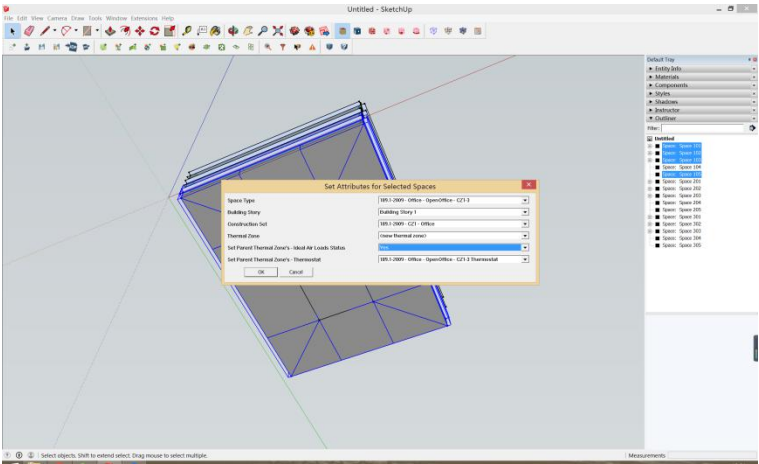 Untitled - SketchUp
File Edit View Camera Draw Tools Window Extensions Help
Default Tray
Entity Info
Materials
Components
Styles
Shadows
Instructor
Outliner
Filter:
Untitled
Space: Space 101
Space: Space 102
Space: Space 103
Space: Space 104
Space: Space 105
Space: Space 201
Space: Space 202
Space: Space 203
Space: Space 204
Space: Space 205
Space: Space 301
Space: Space 302
Space: Space 303
Space: Space 304
Space: Space 305
Set Attributes for Selected Spaces
Space Type 189.1-2009 - Office - OpenOffice - CZ1-3
Building Story Building Story 1
Construction Set 189.1-2009 - CZ1 - Office
Thermal Zone <new thermal zone>
Set Parent Thermal Zone's - Ideal Air Loads Status Yes
Set Parent Thermal Zone's - Thermostat 189.1-2009 - Office - OpenOffice - CZ1-3 Thermostat
OK Cancel
Select objects. Shift to extend select. Drag mouse to select multiple.
Measurements